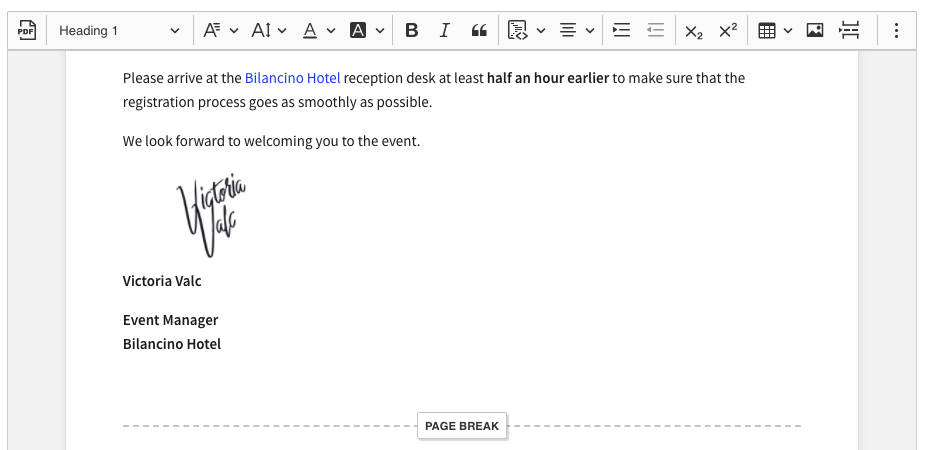 PDF
Heading 1
A
A
A
A
B
I
X₂
X²
Please arrive at the Bilancino Hotel reception desk at least half an hour earlier to make sure that the
registration process goes as smoothly as possible.
We look forward to welcoming you to the event.
Victoria
Valc
Victoria Valc
Event Manager
Bilancino Hotel
PAGE BREAK